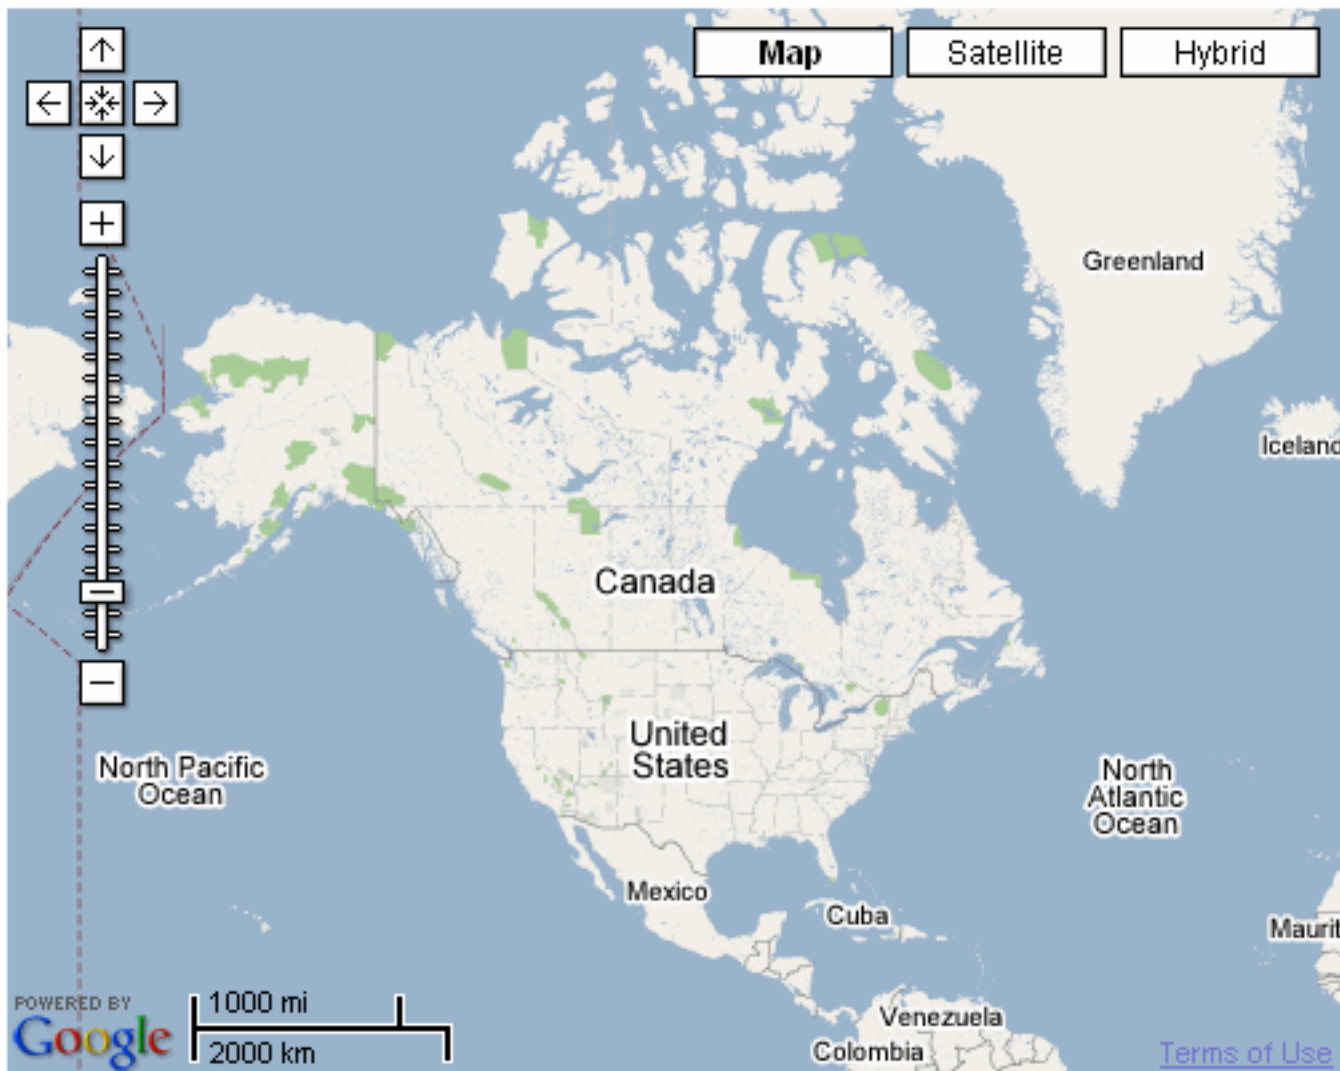 Map
Satellite
Hybrid
Greenland
Iceland
Canada
United
States
North Pacific
Ocean
North
Atlantic
Ocean
Mexico
Cuba
Maurit
Venezuela
Colombia
POWERED BY
Google
1000 mi
2000 km
Terms of Use